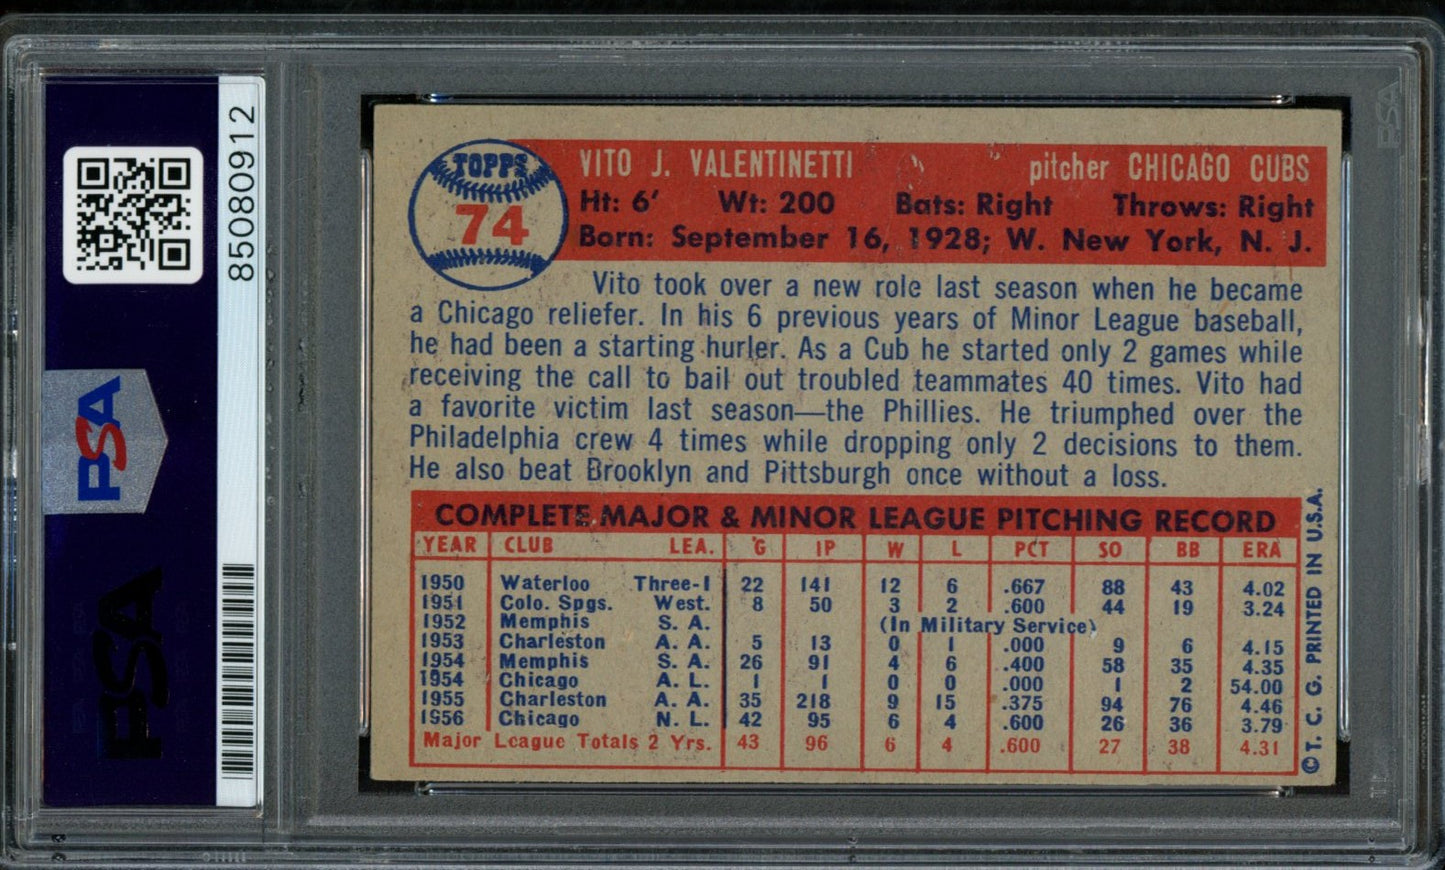 85080912
PSA
PSA
PSA
TOPPS
74
VITO J. VALENTINETTI pitcher CHICAGO CUBS
Ht: 6' Wt: 200 Bats: Right Throws: Right
Born: September 16, 1928; W. New York, N. J.
Vito took over a new role last season when he became
a Chicago reliefer. In his 6 previous years of Minor League baseball,
he had been a starting hurler. As a Cub he started only 2 games while
receiving the call to bail out troubled teammates 40 times. Vito had
a favorite victim last season—the Phillies. He triumphed over the
Philadelphia crew 4 times while dropping only 2 decisions to them.
He also beat Brooklyn and Pittsburgh once without a loss.
COMPLETE MAJOR & MINOR LEAGUE PITCHING RECORD
YEAR CLUB LEA. G IP W L PCT SO BB ERA
1950 Waterloo Three-I 22 141 12 6 .667 88 43 4.02
1951 Colo. Spgs. West. 8 50 3 2 .600 44 19 3.24
1952 Memphis S. A. (In Military Service)
1953 Charleston A. A. 5 13 0 1 .000 9 6 4.15
1954 Memphis S. A. 26 91 4 6 .400 58 35 4.35
1954 Chicago A. L. 1 1 0 0 .000 1 2 54.00
1955 Charleston A. A. 35 218 9 15 .375 94 76 4.46
1956 Chicago N. L. 42 95 6 4 .600 26 36 3.79
Major League Totals 2 Yrs. 43 96 6 4 .600 27 38 4.31
©T. C. G. PRINTED IN U.S.A.